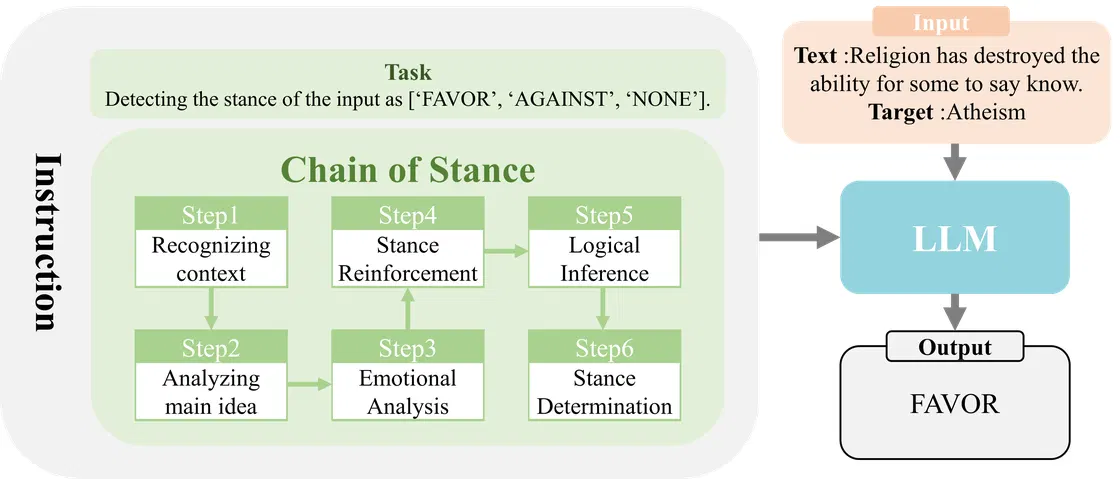 Instruction
Task
Detecting the stance of the input as [‘FAVOR’, ‘AGAINST’, ‘NONE’].
Chain of Stance
Step1
Recognizing
context
Step2
Analyzing
main idea
Step3
Emotional
Analysis
Step4
Stance
Reinforcement
Step5
Logical
Inference
Step6
Stance
Determination
Input
Text :Religion has destroyed the
ability for some to say know.
Target :Atheism
LLM
Output
FAVOR